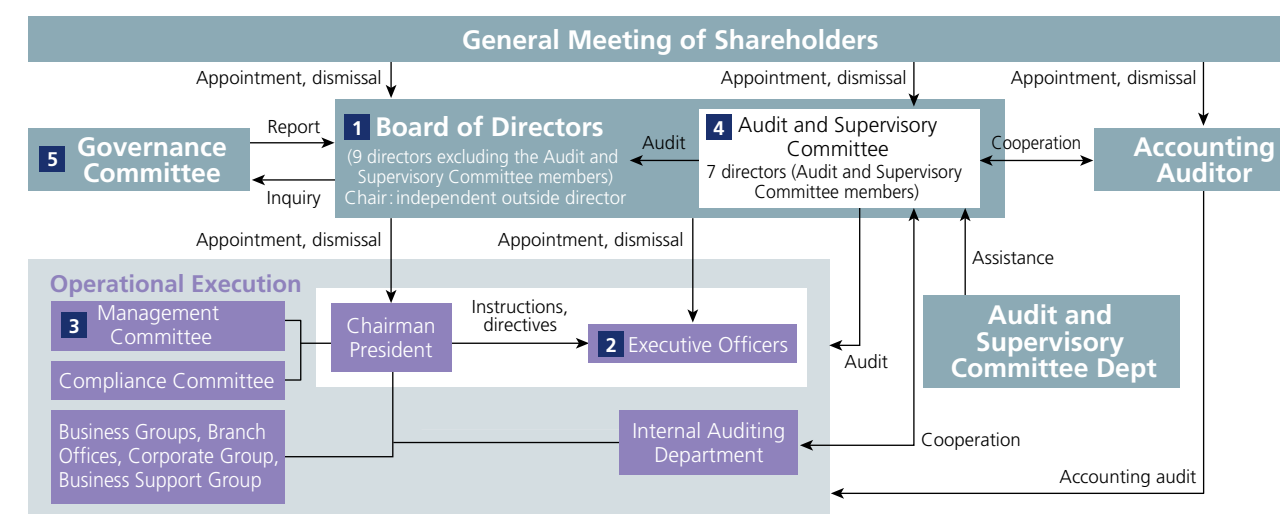 General Meeting of Shareholders
Appointment, dismissal
Appointment, dismissal
Appointment, dismissal
5 Governance
Committee
Report
Inquiry
1 Board of Directors
(9 directors excluding the Audit and
Supervisory Committee members)
Chair: independent outside director
Audit
4 Audit and Supervisory
Committee
7 directors (Audit and Supervisory
Committee members)
Cooperation
Accounting
Auditor
Appointment, dismissal
Appointment, dismissal
Assistance
Operational Execution
3 Management
Committee
Compliance Committee
Business Groups, Branch
Offices, Corporate Group,
Business Support Group
Chairman
President
Instructions,
directives
2 Executive Officers
Audit
Audit and
Supervisory
Committee Dept
Internal Auditing
Department
Cooperation
Accounting audit